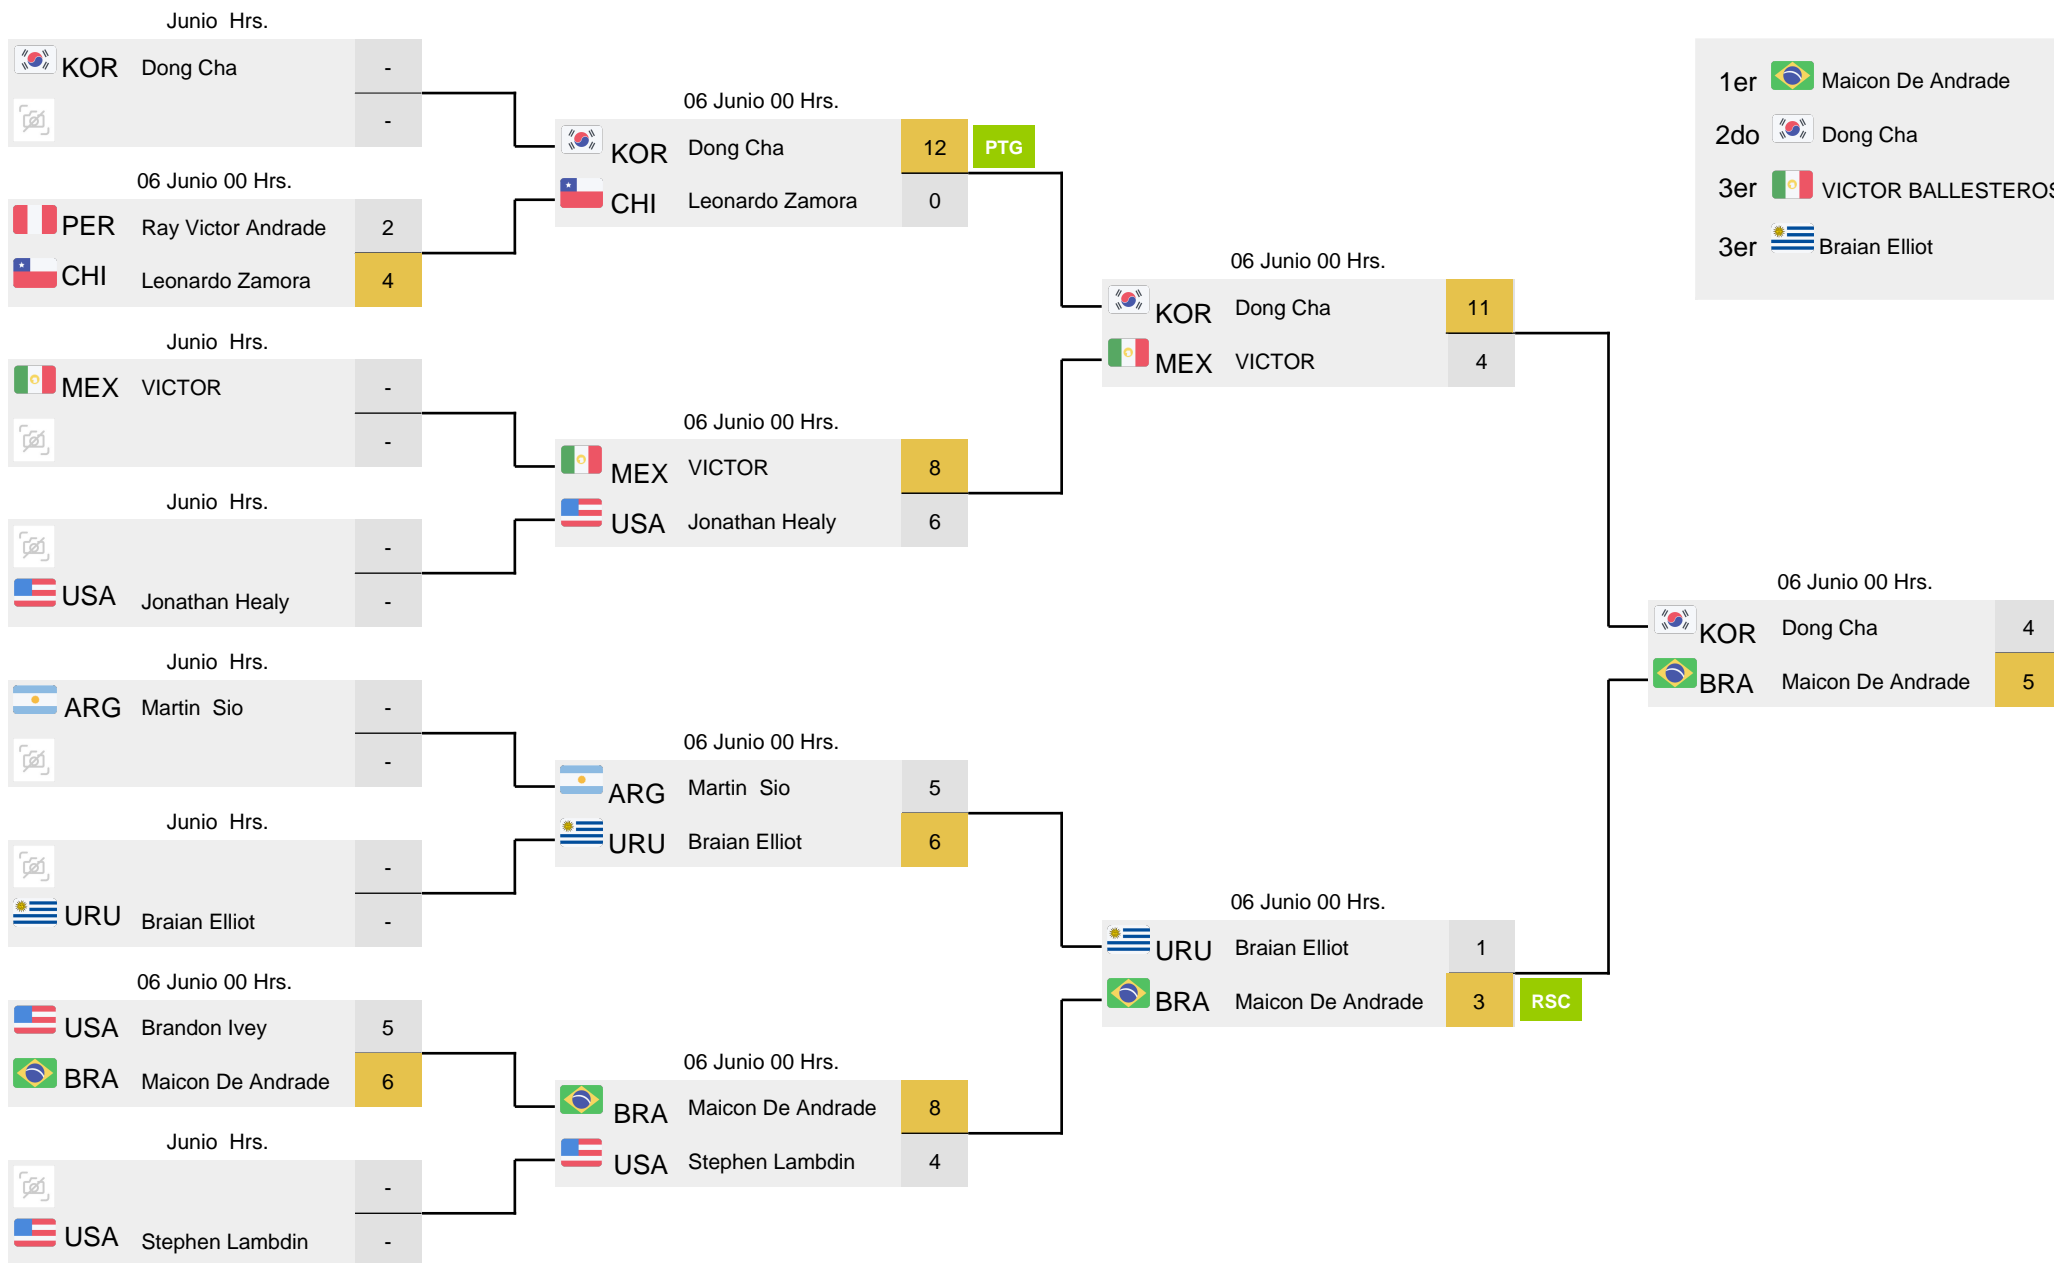 Junio Hrs.
KOR Dong Cha -
-
06 Junio 00 Hrs.
PER Ray Victor Andrade 2
CHI Leonardo Zamora 4
Junio Hrs.
MEX VICTOR -
-
Junio Hrs.
-
USA Jonathan Healy -
Junio Hrs.
ARG Martin Sio -
-
Junio Hrs.
-
URU Braian Elliot -
06 Junio 00 Hrs.
USA Brandon Ivey 5
BRA Maicon De Andrade 6
Junio Hrs.
-
USA Stephen Lambdin -
06 Junio 00 Hrs.
KOR Dong Cha 12 PTG
CHI Leonardo Zamora 0
06 Junio 00 Hrs.
MEX VICTOR 8
USA Jonathan Healy 6
06 Junio 00 Hrs.
ARG Martin Sio 5
URU Braian Elliot 6
06 Junio 00 Hrs.
BRA Maicon De Andrade 8
USA Stephen Lambdin 4
06 Junio 00 Hrs.
KOR Dong Cha 11
MEX VICTOR 4
06 Junio 00 Hrs.
URU Braian Elliot 1
BRA Maicon De Andrade 3 RSC
06 Junio 00 Hrs.
KOR Dong Cha 4
BRA Maicon De Andrade 5
1er Maicon De Andrade
2do Dong Cha
3er VICTOR BALLESTEROS
3er Braian Elliot